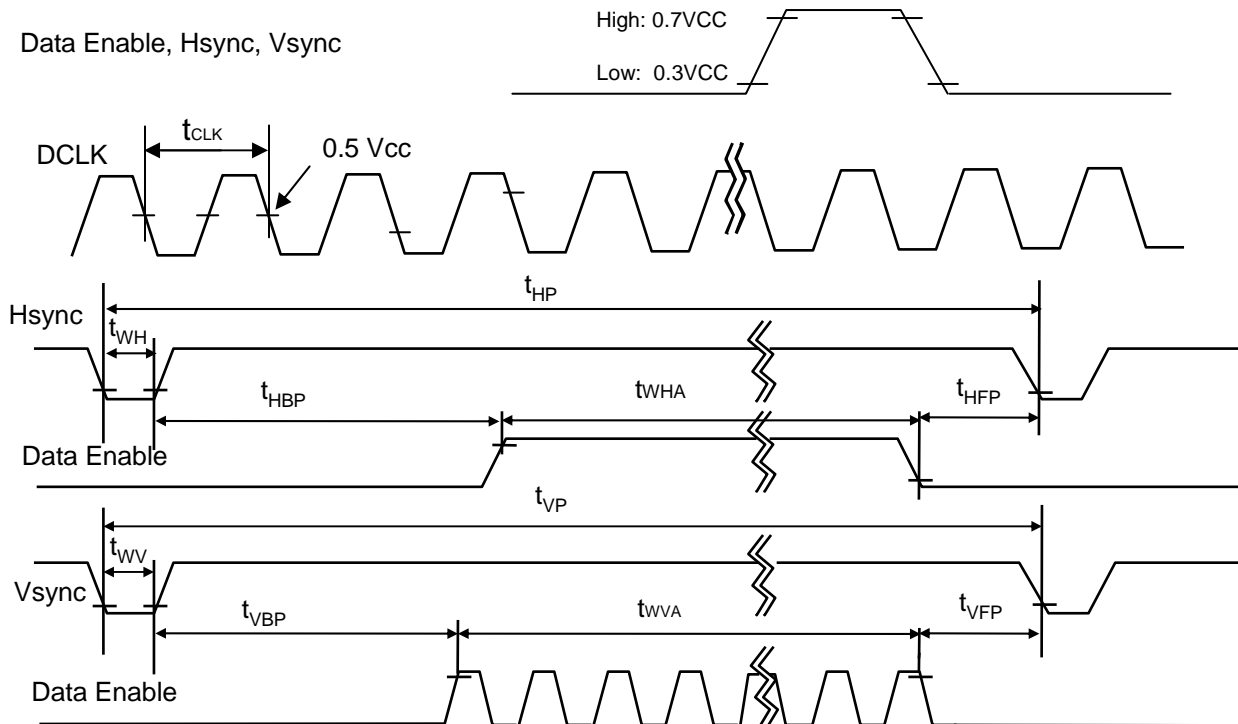 High: 0.7VCC
Data Enable, Hsync, Vsync
Low: 0.3VCC
tCLK
DCLK
0.5 Vcc
tHP
Hsync
tWH
tHBP
tWHA
tHFP
Data Enable
tVP
tWV
Vsync
tVBP
tWVA
tVFP
Data Enable